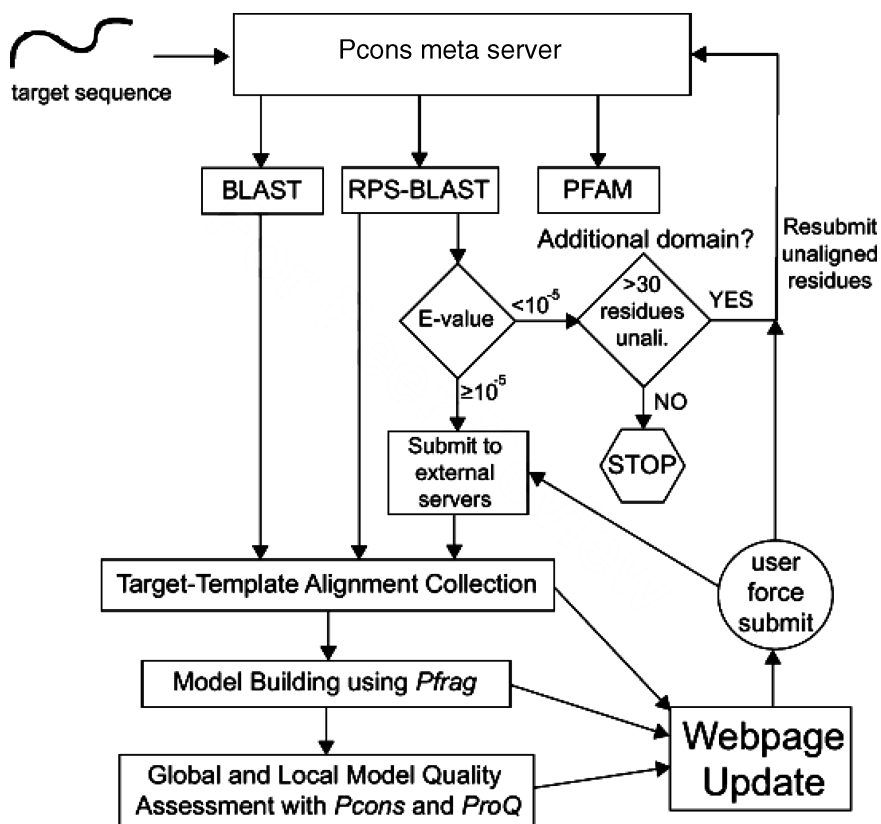 Pcons meta server
target sequence
BLAST
RPS-BLAST
PFAM
Additional domain?
Resubmit
unaligned
residues
E-value
<10⁻⁵
>30
residues
unali.
YES
≥10⁻⁵
NO
STOP
Submit to
external
servers
user
force
submit
Target-Template Alignment Collection
Model Building using Pfrag
Webpage
Update
Global and Local Model Quality
Assessment with Pcons and ProQ